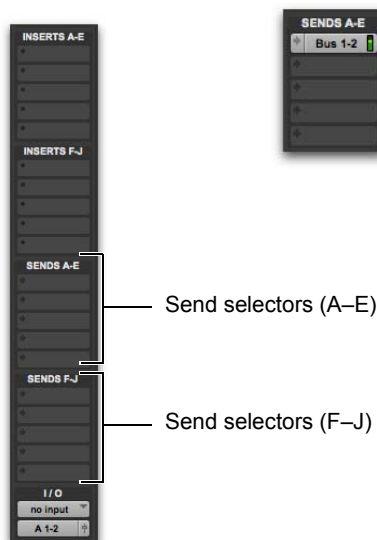 INSERTS A-E
INSERTS F-J
SENDS A-E
Send selectors (A–E)
SENDS F-J
Send selectors (F–J)
I / O
no input
A 1-2
SENDS A-E
Bus 1-2